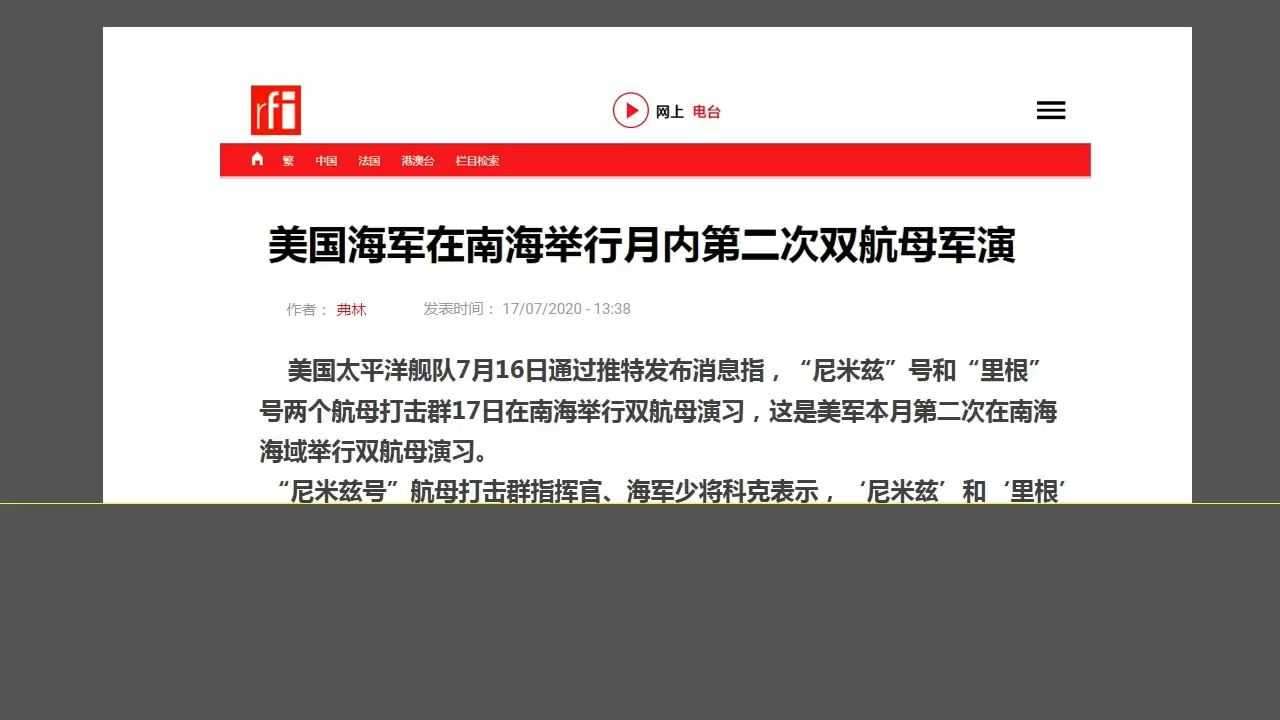 rfi
网上 电台
繁 中国 法国 港澳台 栏目检索
美国海军在南海举行月内第二次双航母军演
作者： 弗林 发表时间： 17/07/2020 - 13:38
美国太平洋舰队7月16日通过推特发布消息指，“尼米兹”号和“里根”
号两个航母打击群17日在南海举行双航母演习，这是美军本月第二次在南海
海域举行双航母演习。
“尼米兹号”航母打击群指挥官、海军少将科克表示，‘尼米兹’和‘里根’